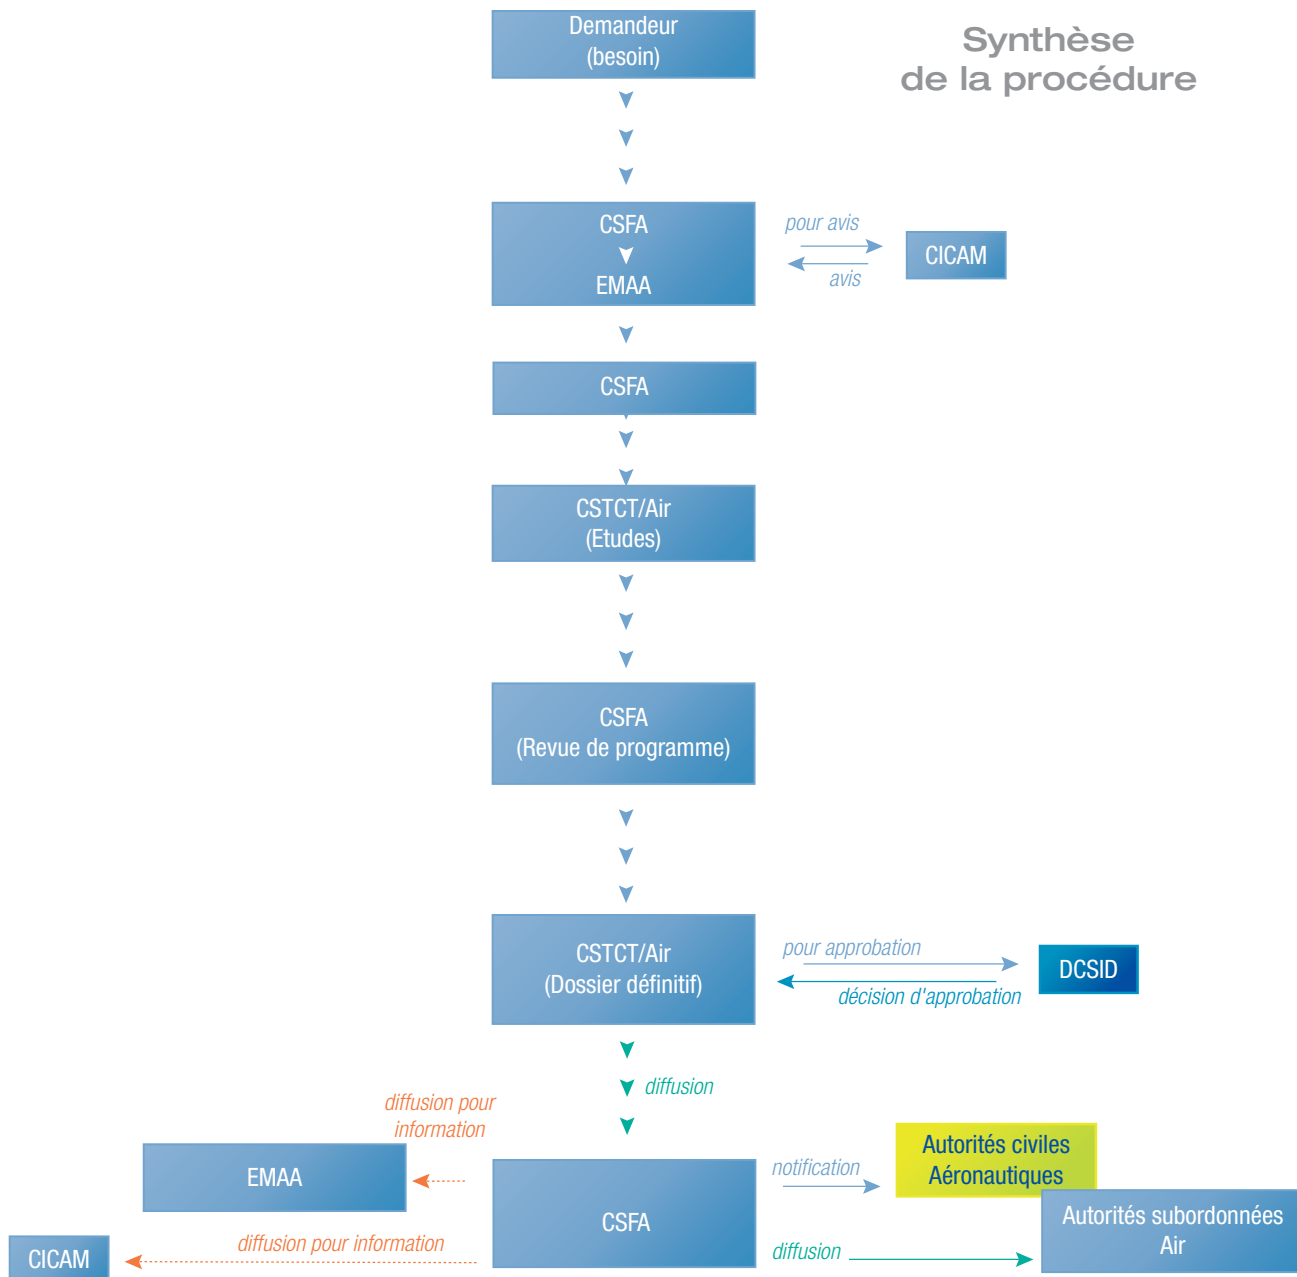 Demandeur
(besoin)
Synthèse
de la procédure
CSFA
EMAA
pour avis
avis
CICAM
CSFA
CSTCT/Air
(Etudes)
CSFA
(Revue de programme)
CSTCT/Air
(Dossier définitif)
pour approbation
décision d'approbation
DCSID
diffusion
diffusion pour
information
EMAA
CSFA
notification
Autorités civiles
Aéronautiques
diffusion
Autorités subordonnées
Air
diffusion pour information
CICAM